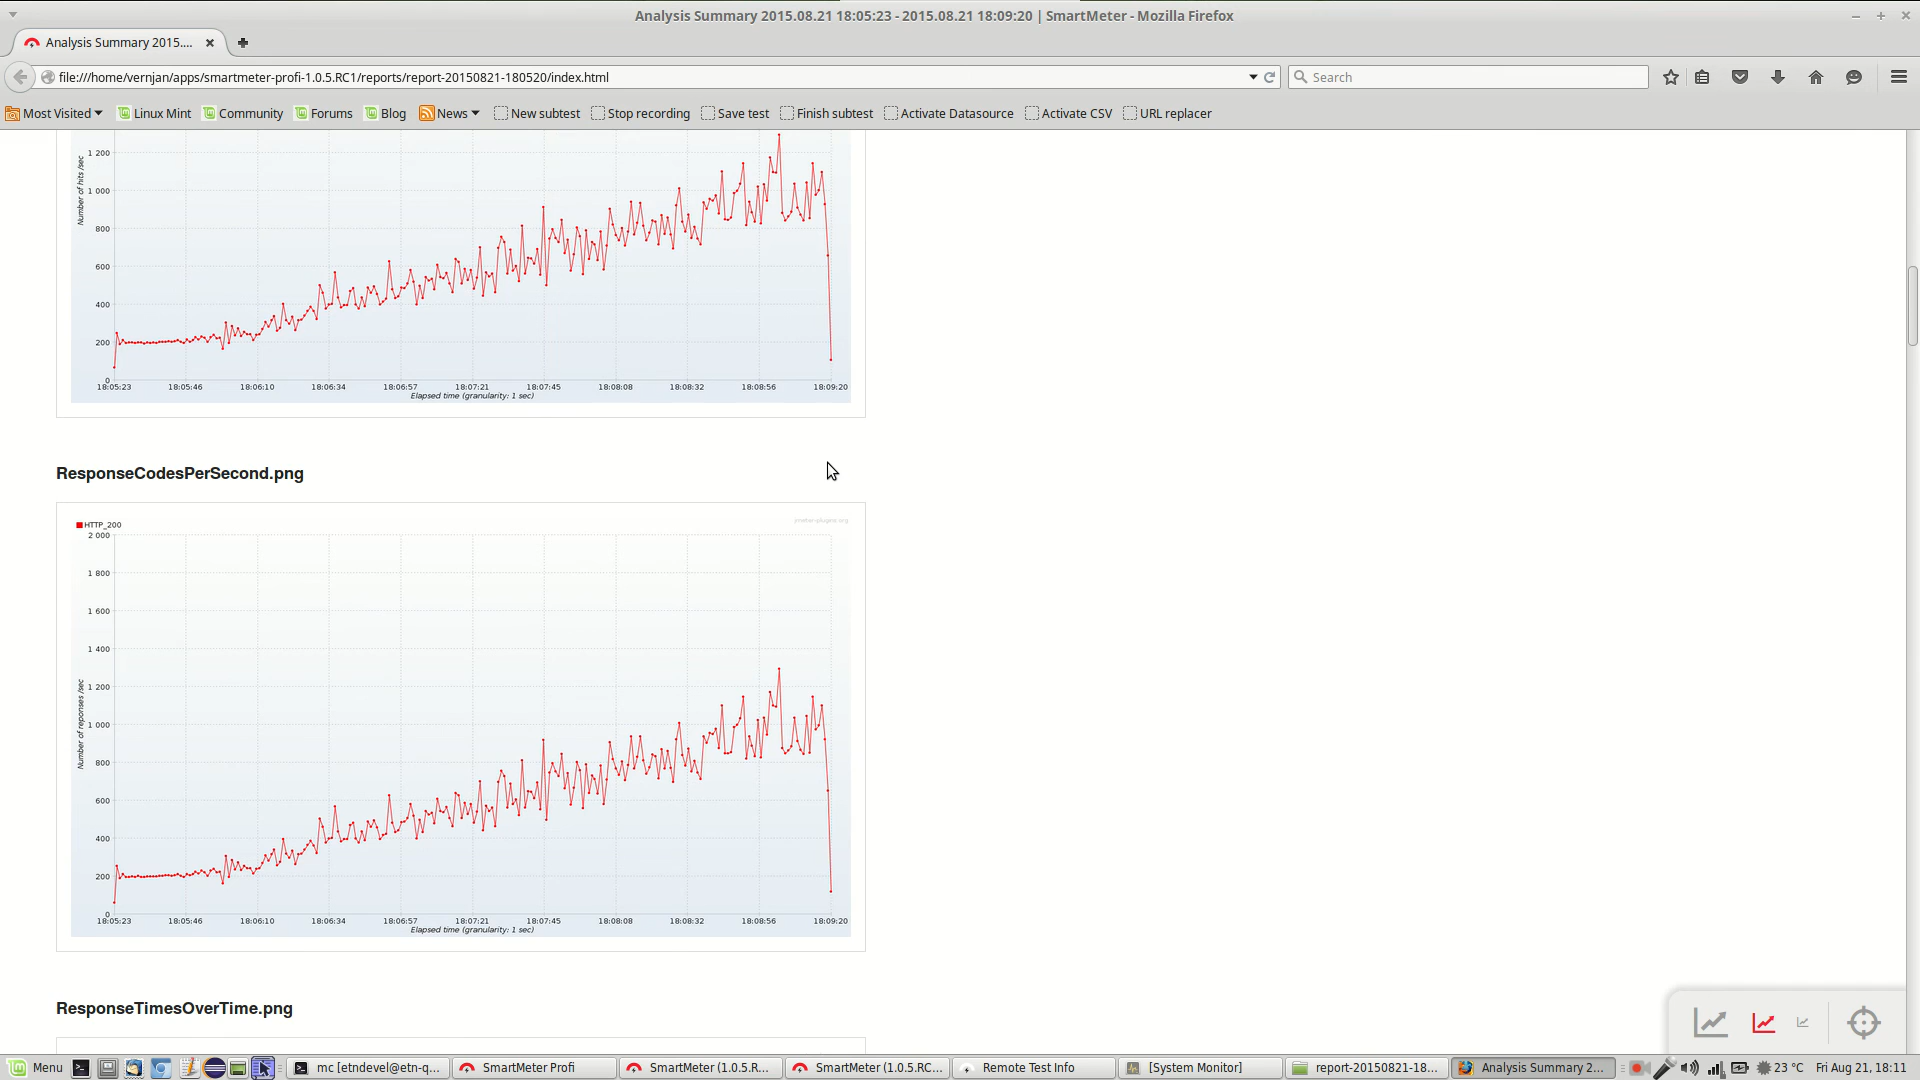 Analysis Summary 2015.08.21 18:05:23 - 2015.08.21 18:09:20 | SmartMeter - Mozilla Firefox
Analysis Summary 2015....
file:///home/vernjan/apps/smartmeter-profi-1.0.5.RC1/reports/report-20150821-180520/index.html
Search
Most Visited Linux Mint Community Forums Blog News New subtest Stop recording Save test Finish subtest Activate Datasource Activate CSV URL replacer
1 200
1 000
800
600
400
200
0
Number of hits /sec
18:05:23 18:05:46 18:06:10 18:06:34 18:06:57 18:07:21 18:07:45 18:08:08 18:08:32 18:08:56 18:09:20
Elapsed time (granularity: 1 sec)
ResponseCodesPerSecond.png
HTTP_200
jmeter-plugins.org
2 000
1 800
1 600
1 400
1 200
1 000
800
600
400
200
0
Number of reponses /sec
18:05:23 18:05:46 18:06:10 18:06:34 18:06:57 18:07:21 18:07:45 18:08:08 18:08:32 18:08:56 18:09:20
Elapsed time (granularity: 1 sec)
ResponseTimesOverTime.png
Menu mc [etndevel@etn-q... SmartMeter Profi SmartMeter (1.0.5.R... SmartMeter (1.0.5.RC... Remote Test Info [System Monitor] report-20150821-18... Analysis Summary 2... 23 °C Fri Aug 21, 18:11